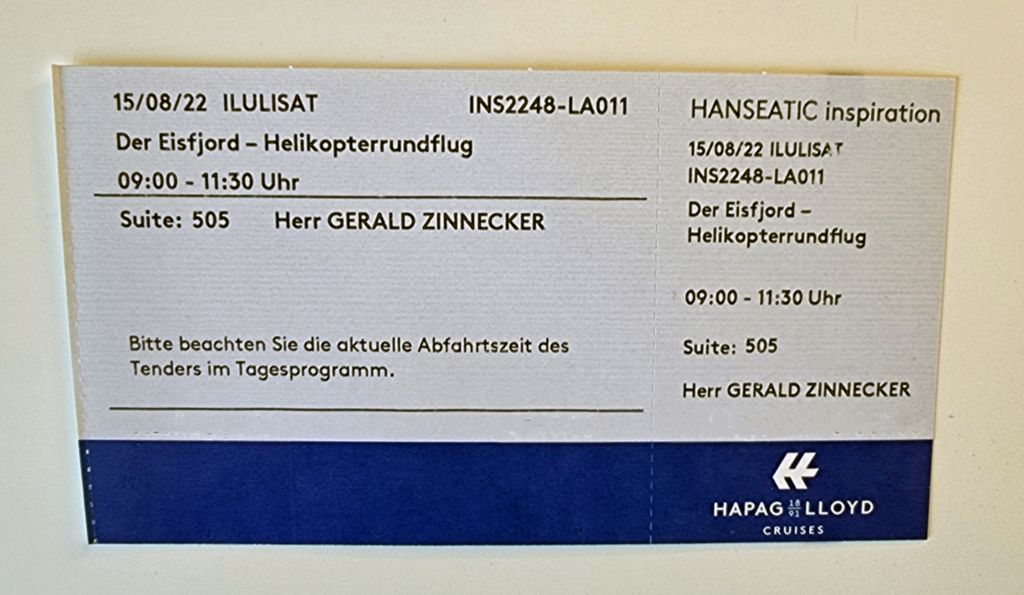 15/08/22 ILULISAT INS2248-LA011
Der Eisfjord – Helikopterrundflug
09:00 - 11:30 Uhr
Suite: 505 Herr GERALD ZINNECKER
Bitte beachten Sie die aktuelle Abfahrtszeit des
Tenders im Tagesprogramm.
HANSEATIC inspiration
15/08/22 ILULISAT
INS2248-LA011
Der Eisfjord –
Helikopterrundflug
09:00 - 11:30 Uhr
Suite: 505
Herr GERALD ZINNECKER
HAPAG 18 91 LLOYD
CRUISES